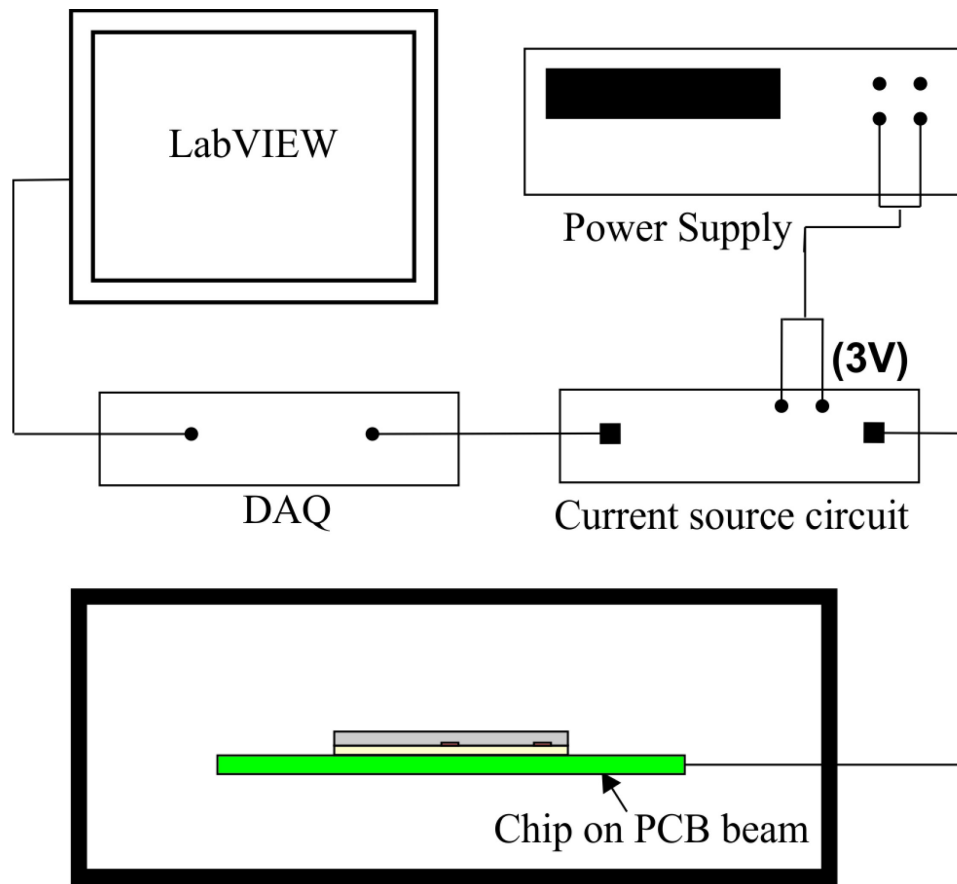 LabVIEW
Power Supply
(3V)
DAQ
Current source circuit
Chip on PCB beam